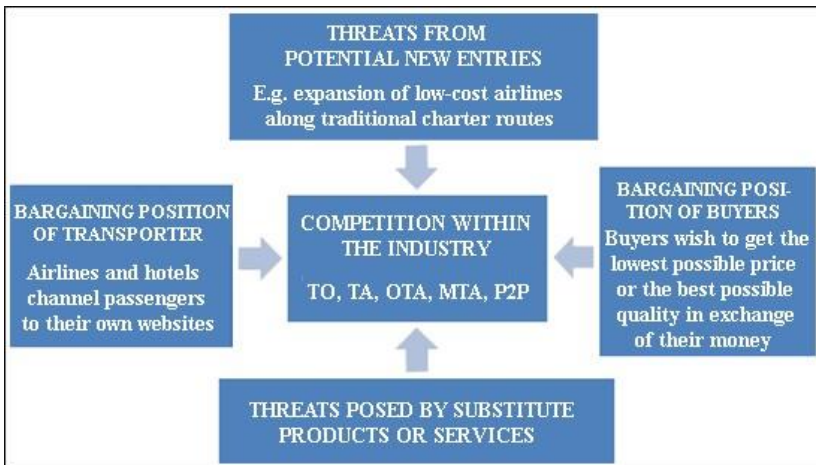 THREATS FROM
POTENTIAL NEW ENTRIES
E.g. expansion of low-cost airlines
along traditional charter routes
BARGAINING POSITION
OF TRANSPORTER
Airlines and hotels
channel passengers
to their own websites
COMPETITION WITHIN
THE INDUSTRY
TO, TA, OTA, MTA, P2P
BARGAINING POSI-
TION OF BUYERS
Buyers wish to get the
lowest possible price
or the best possible
quality in exchange
of their money
THREATS POSED BY SUBSTITUTE
PRODUCTS OR SERVICES